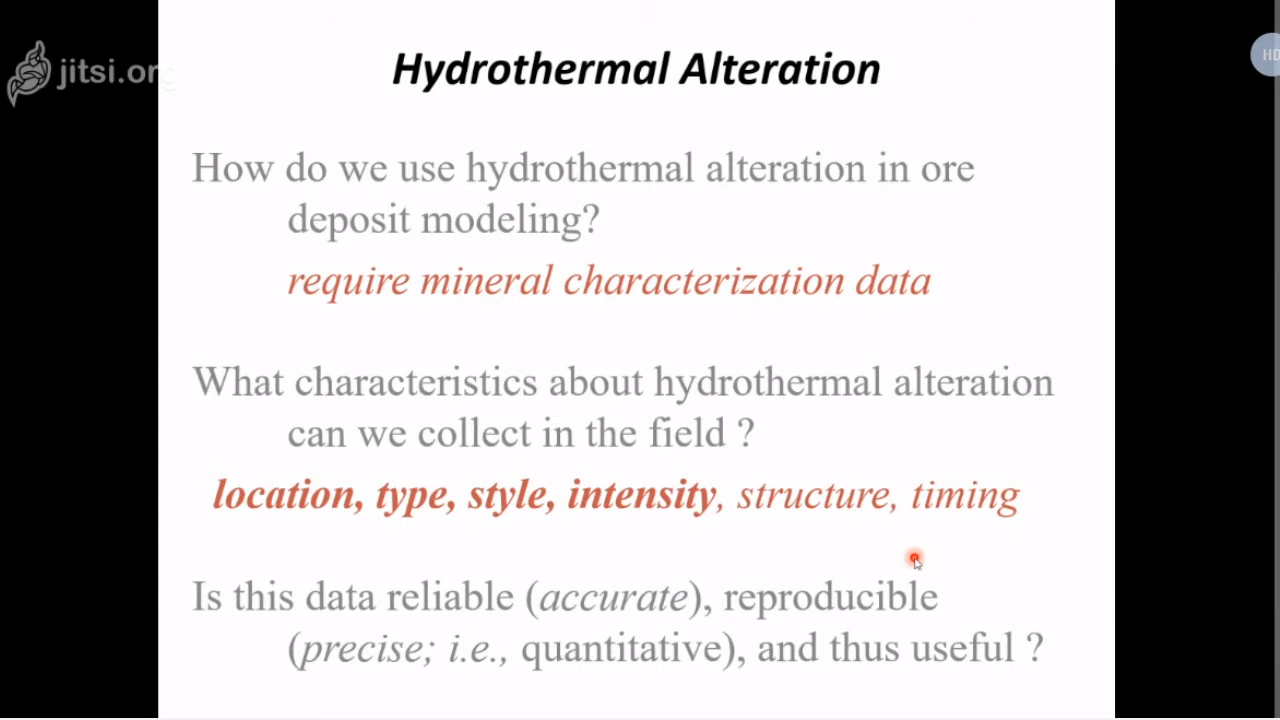 jitsi.org
HD
Hydrothermal Alteration
How do we use hydrothermal alteration in ore
deposit modeling?
require mineral characterization data
What characteristics about hydrothermal alteration
can we collect in the field ?
location, type, style, intensity, structure, timing
Is this data reliable (accurate), reproducible
(precise; i.e., quantitative), and thus useful ?